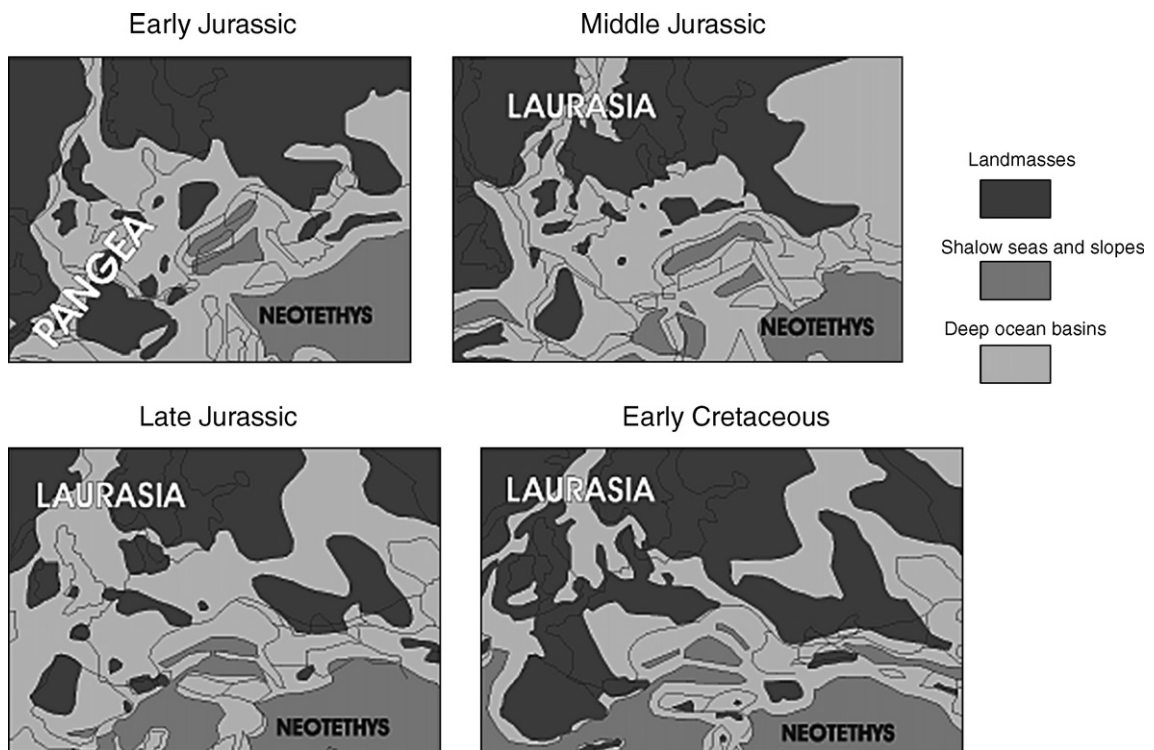 Early Jurassic
Middle Jurassic
PANGEA
NEOTETHYS
LAURASIA
NEOTETHYS
Landmasses
Shalow seas and slopes
Deep ocean basins
Late Jurassic
Early Cretaceous
LAURASIA
NEOTETHYS
LAURASIA
NEOTETHYS